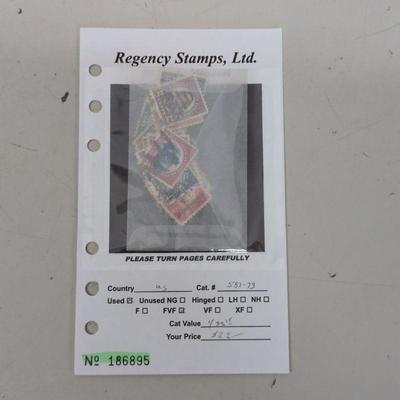 Regency Stamps, Ltd.
PLEASE TURN PAGES CAREFULLY
Country US Cat. # 551-73
Used ☑ Unused NG ☐ Hinged ☐ LH ☐ NH ☐
F ☐ FVF ☑ VF ☐ XF ☐
Cat Value
Your Price
Nº 186895